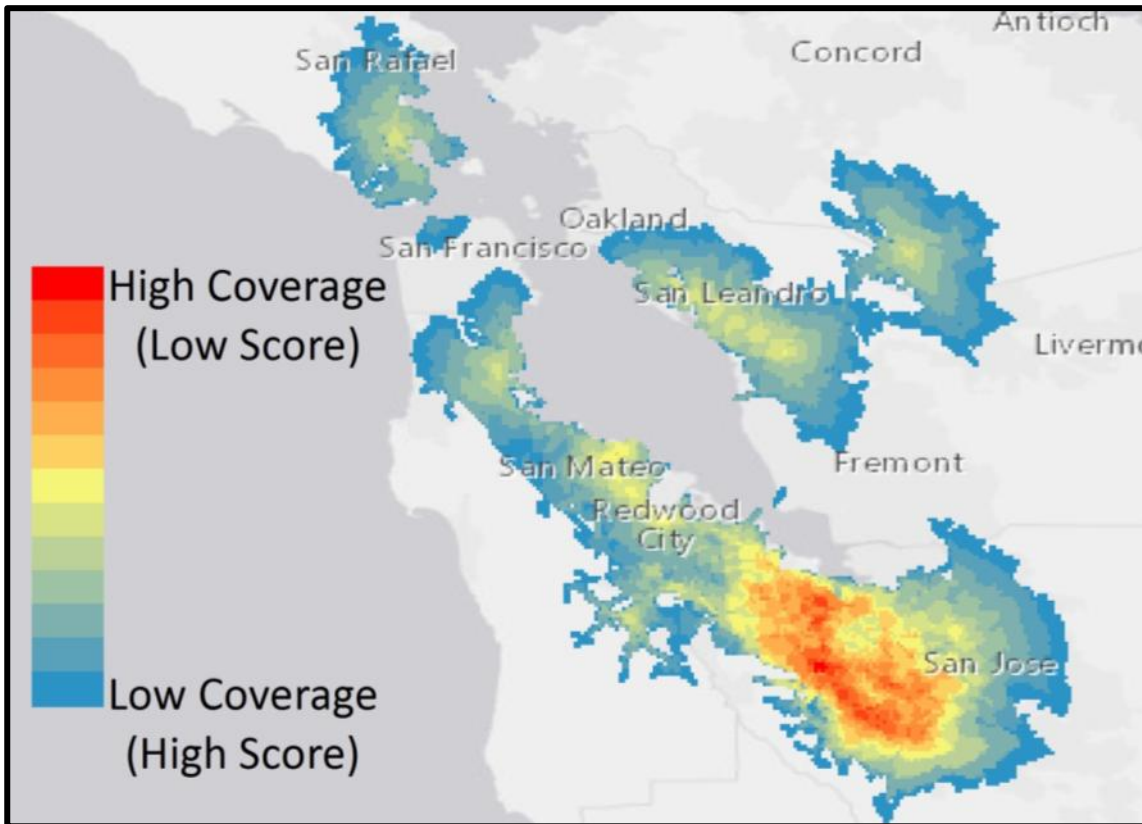 Antioch
Concord
San Rafael
Oakland
San Francisco
San Leandro
High Coverage
(Low Score)
San Mateo
Fremont
Redwood
City
San Jose
Low Coverage
(High Score)